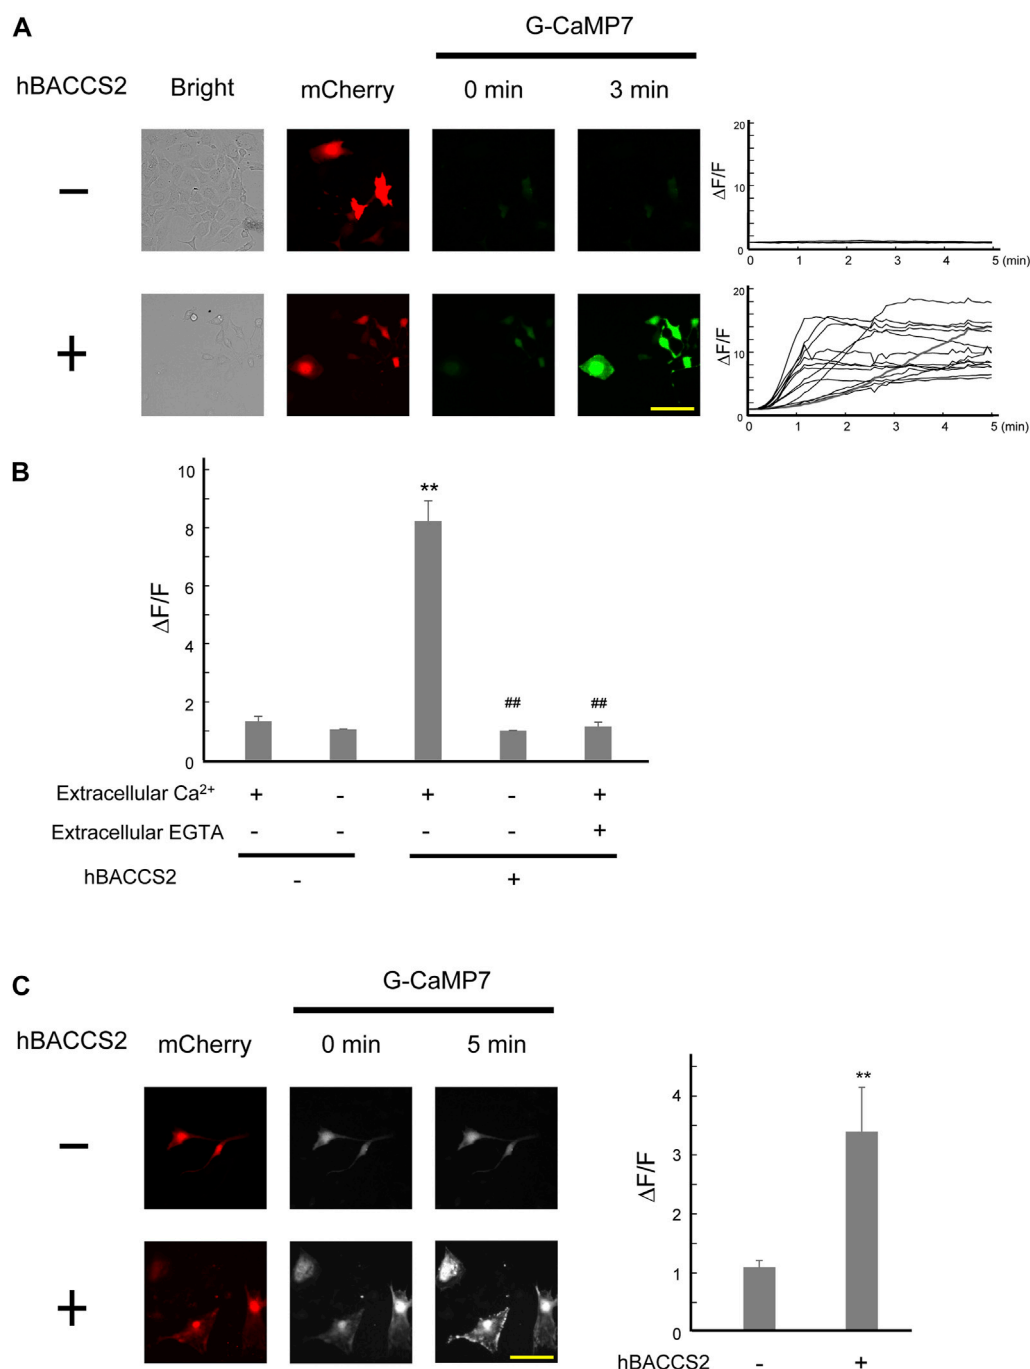 A
G-CaMP7
hBACCS2 Bright mCherry 0 min 3 min
−
20
10
0
ΔF/F
0 1 2 3 4 5 (min)
+
20
10
0
ΔF/F
0 1 2 3 4 5 (min)
B
10
8
6
4
2
0
ΔF/F
**
## ##
Extracellular Ca²⁺ + - + - +
Extracellular EGTA - - - - +
hBACCS2 - +
C
G-CaMP7
hBACCS2 mCherry 0 min 5 min
−
+
4
3
2
1
0
ΔF/F
**
hBACCS2 - +